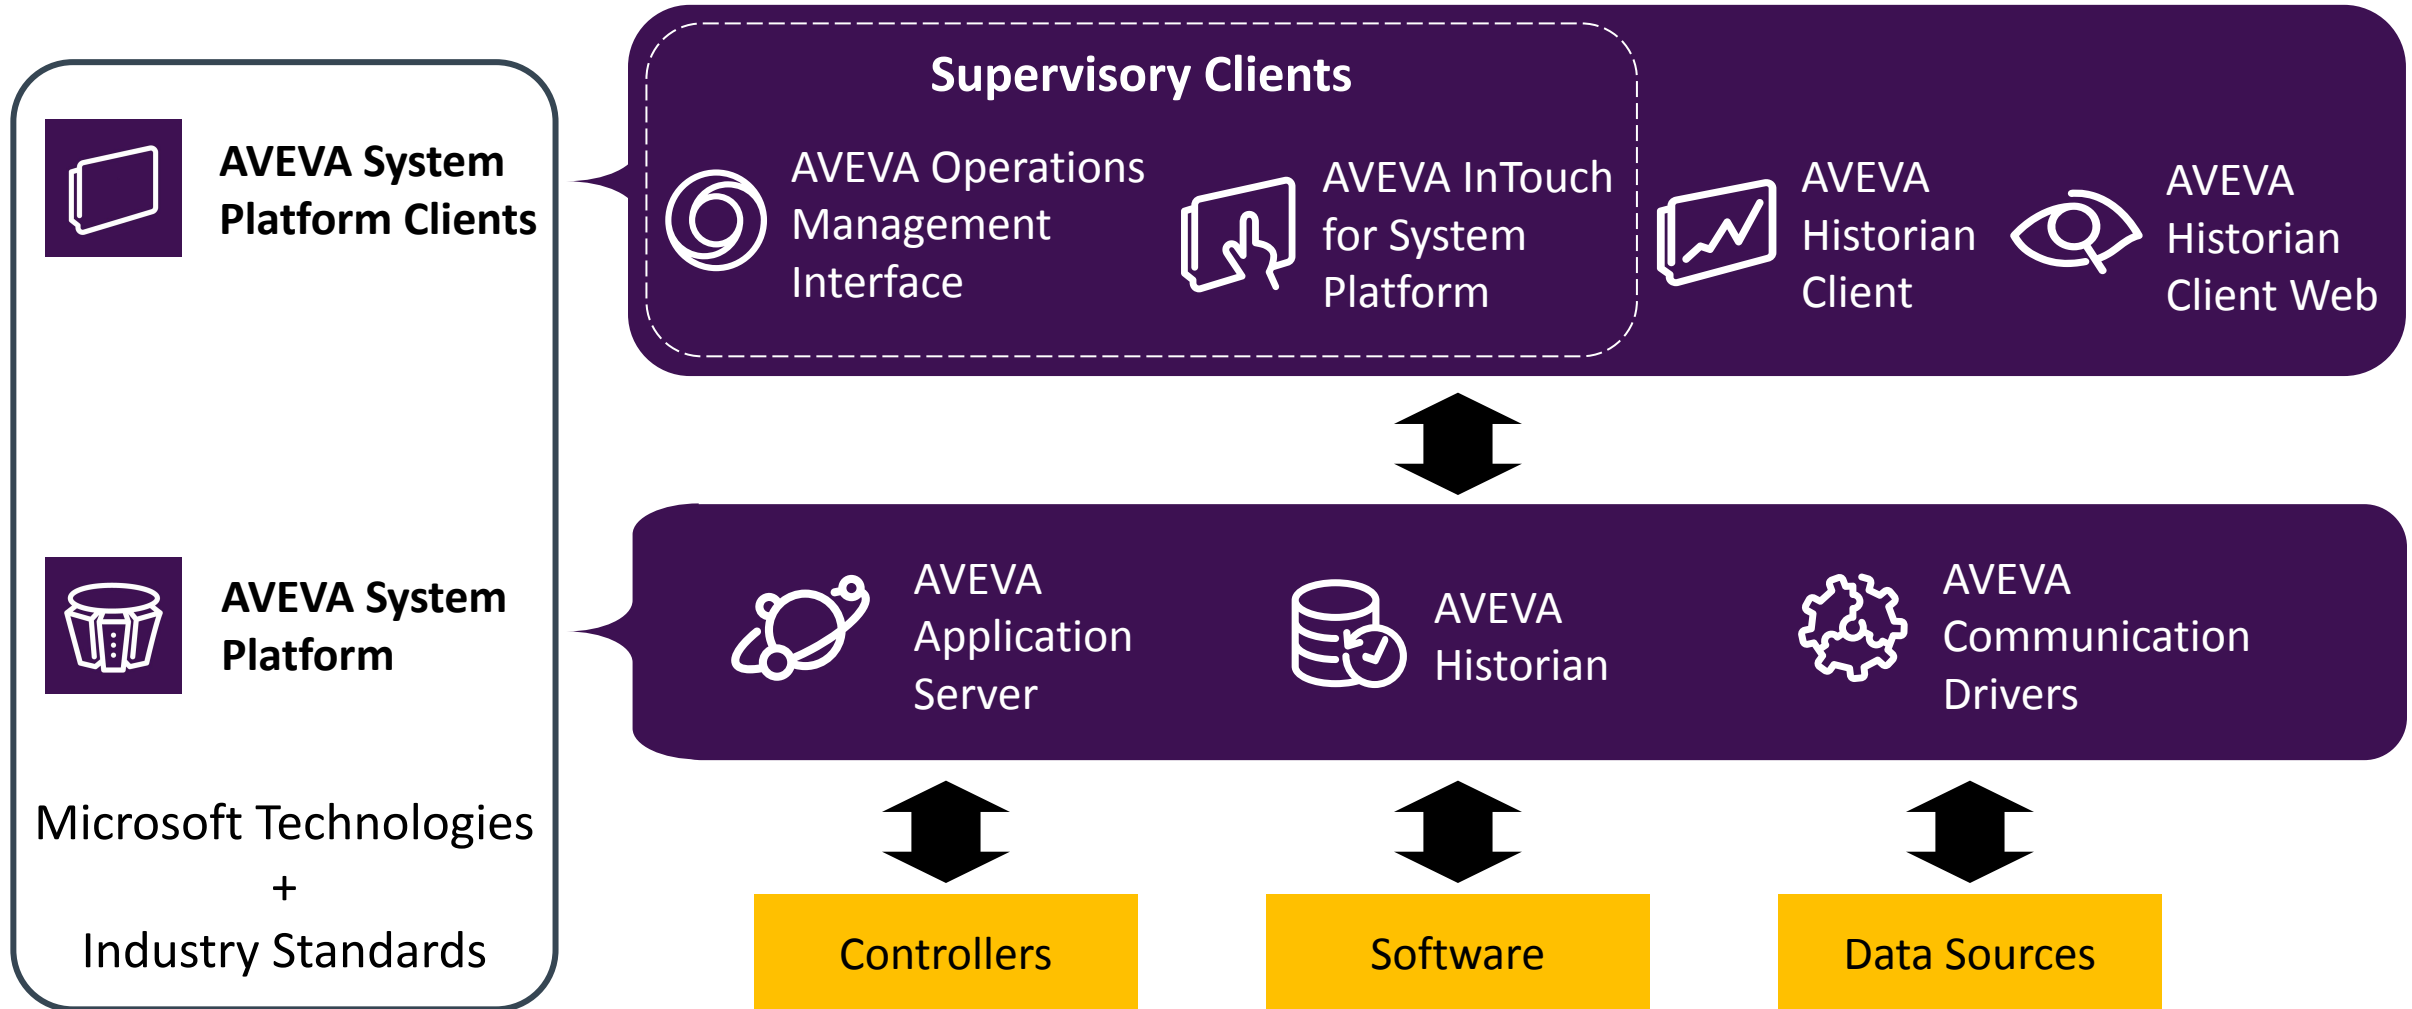 AVEVA System
Platform Clients
AVEVA System
Platform
Microsoft Technologies
+
Industry Standards
Supervisory Clients
AVEVA Operations
Management
Interface
AVEVA InTouch
for System
Platform
AVEVA
Historian
Client
AVEVA
Historian
Client Web
AVEVA
Application
Server
AVEVA
Historian
AVEVA
Communication
Drivers
Controllers
Software
Data Sources